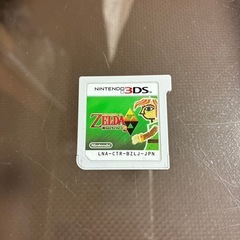 NINTENDO 3DS
ZELDA
Nintendo
LNA-CTR-BZLJ-JPN